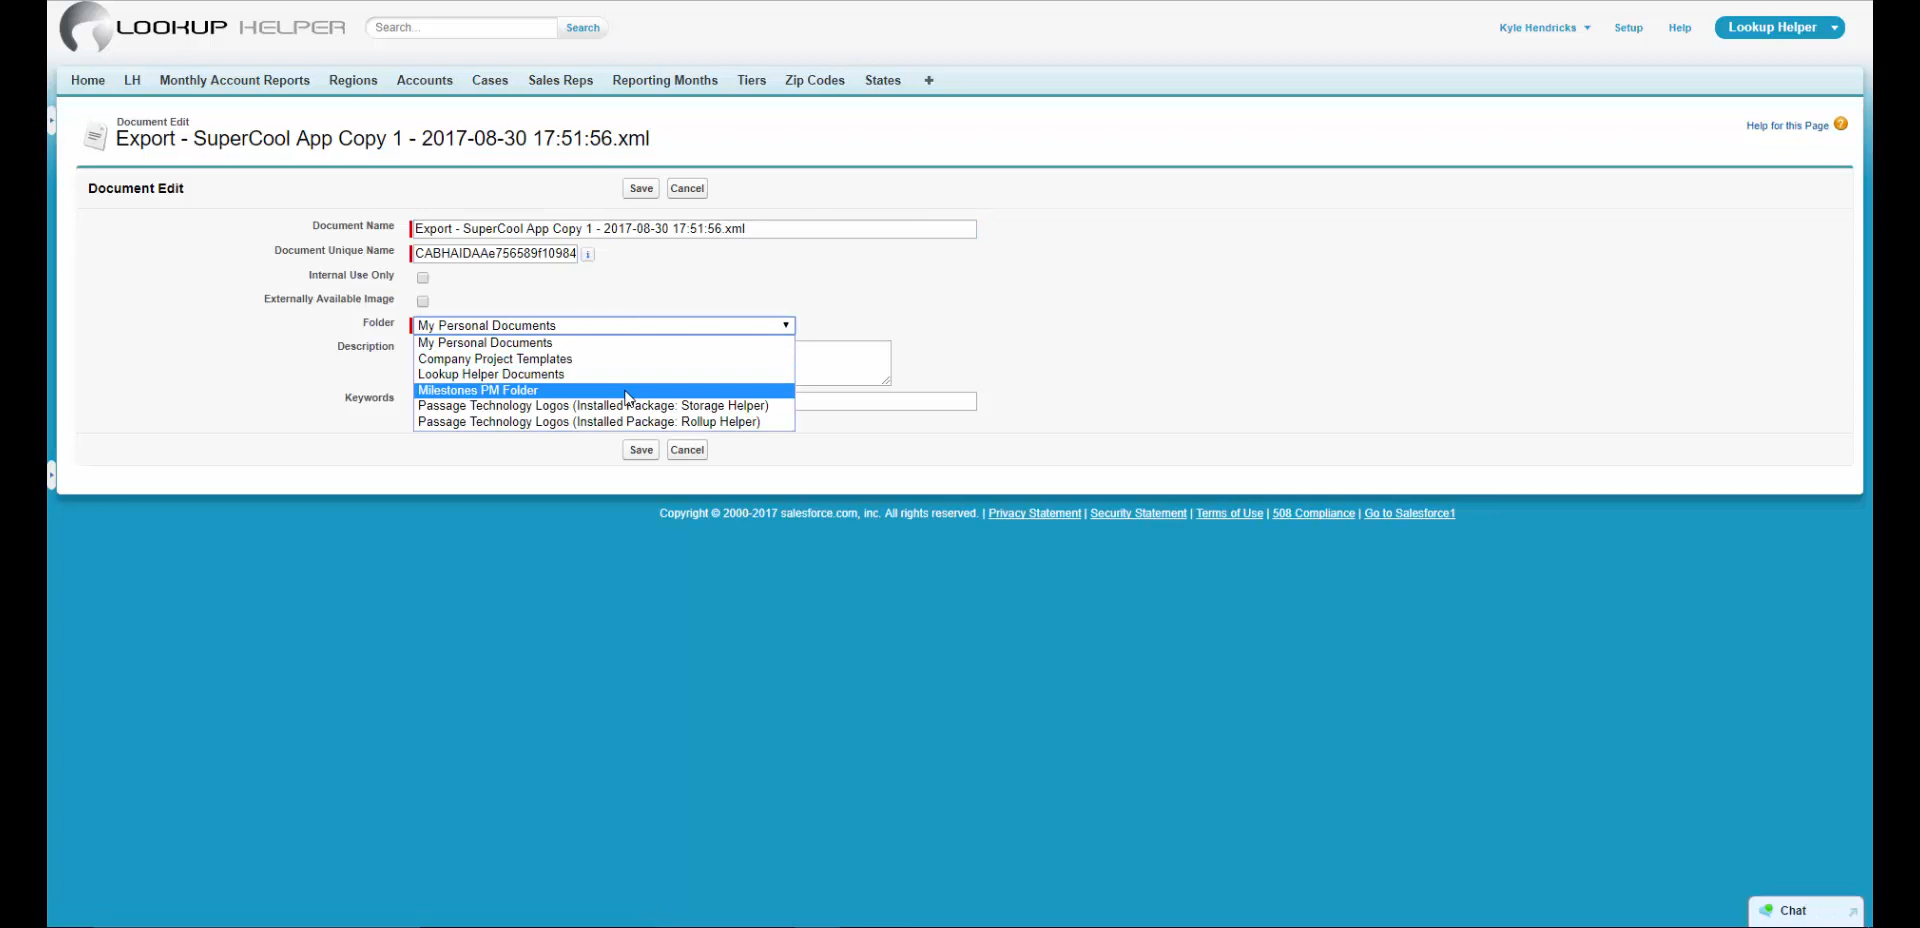 LOOKUP HELPER
Search...
Search
Kyle Hendricks
Setup
Help
Lookup Helper
Home
LH
Monthly Account Reports
Regions
Accounts
Cases
Sales Reps
Reporting Months
Tiers
Zip Codes
States
+
Document Edit
Export - SuperCool App Copy 1 - 2017-08-30 17:51:56.xml
Help for this Page
?
Document Edit
Save
Cancel
Document Name
Export - SuperCool App Copy 1 - 2017-08-30 17:51:56.xml
Document Unique Name
CABHAIDAAe756589f10984
i
Internal Use Only
Externally Available Image
Folder
My Personal Documents
My Personal Documents
Company Project Templates
Lookup Helper Documents
Milestones PM Folder
Passage Technology Logos (Installed Package: Storage Helper)
Passage Technology Logos (Installed Package: Rollup Helper)
Description
Keywords
Save
Cancel
Copyright © 2000-2017 salesforce.com, inc. All rights reserved. | Privacy Statement | Security Statement | Terms of Use | 508 Compliance | Go to Salesforce1
Chat